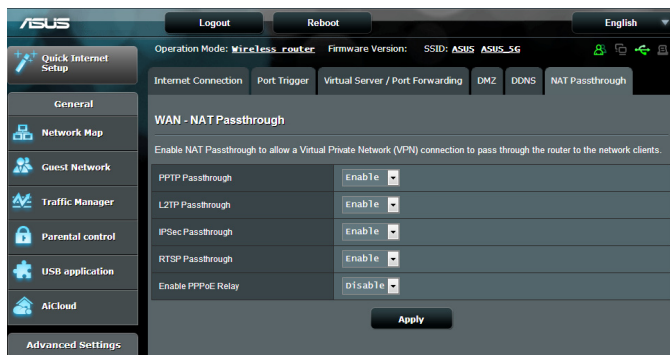 ASUS Logout Reboot English
Quick Internet Setup
Operation Mode: Wireless router Firmware Version: SSID: ASUS ASUS_5G
Internet Connection Port Trigger Virtual Server / Port Forwarding DMZ DDNS NAT Passthrough
General
Network Map
Guest Network
Traffic Manager
Parental control
USB application
AiCloud
Advanced Settings
WAN - NAT Passthrough
Enable NAT Passthrough to allow a Virtual Private Network (VPN) connection to pass through the router to the network clients.
PPTP Passthrough Enable
L2TP Passthrough Enable
IPSec Passthrough Enable
RTSP Passthrough Enable
Enable PPPoE Relay Disable
Apply